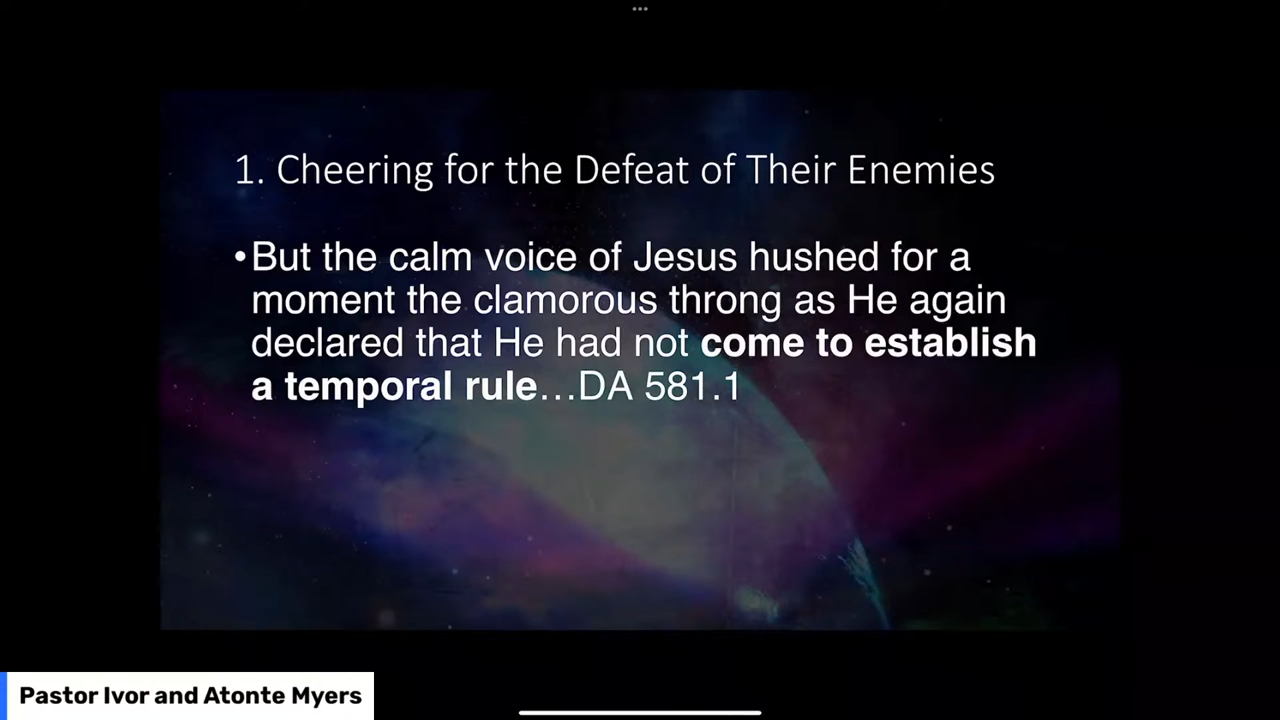 1. Cheering for the Defeat of Their Enemies
•But the calm voice of Jesus hushed for a
moment the clamorous throng as He again
declared that He had not come to establish
a temporal rule…DA 581.1
Pastor Ivor and Atonte Myers